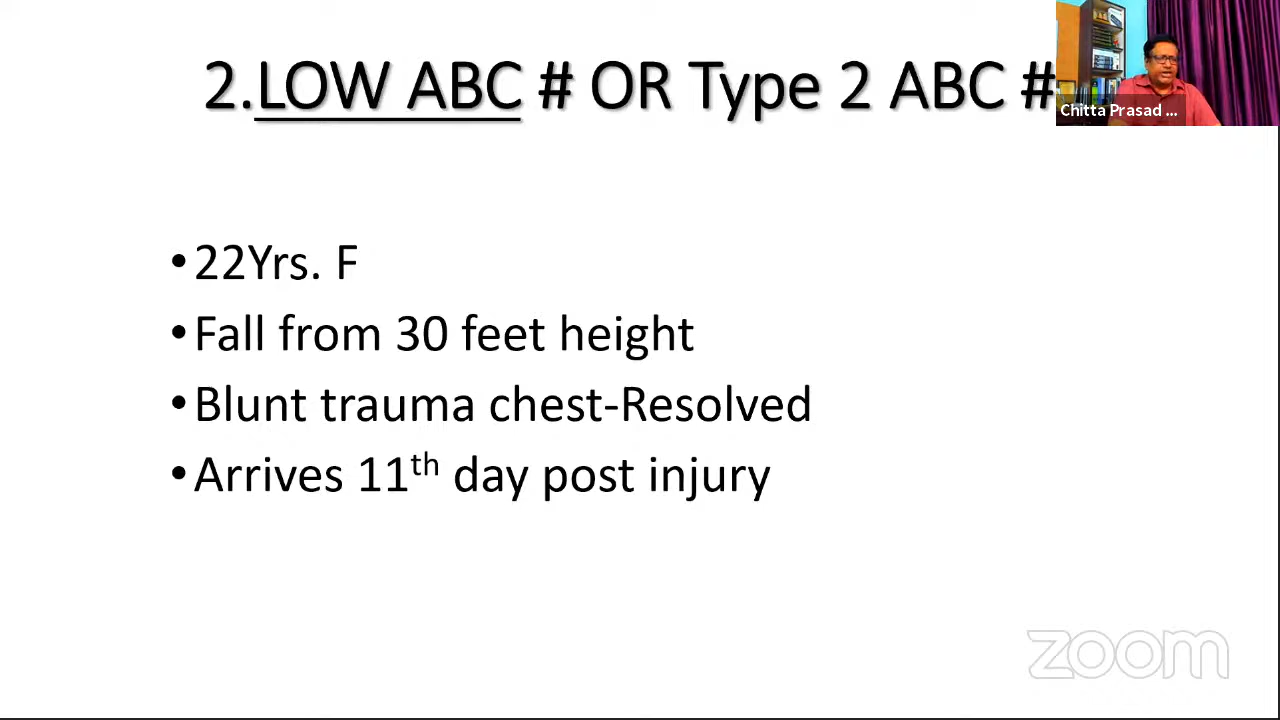 2.LOW ABC # OR Type 2 ABC #
Chitta Prasad ...
•22Yrs. F
•Fall from 30 feet height
•Blunt trauma chest-Resolved
•Arrives 11th day post injury
zoom